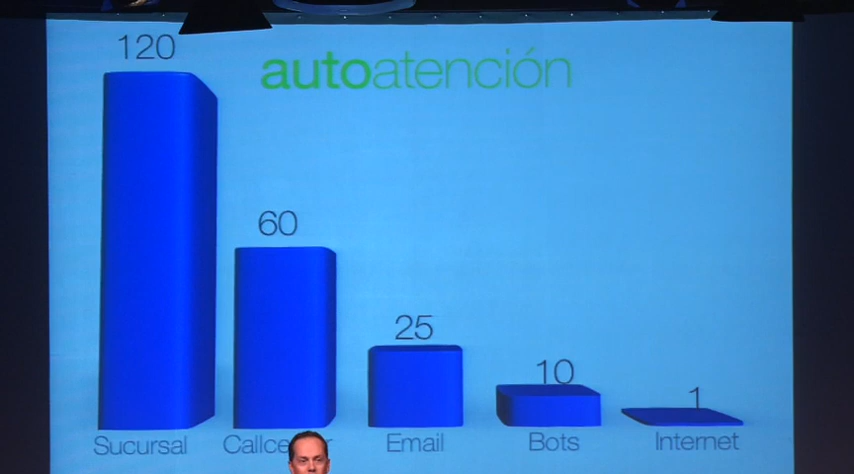 autoatención
120
60
25
10
1
Sucursal
Email
Bots
Internet